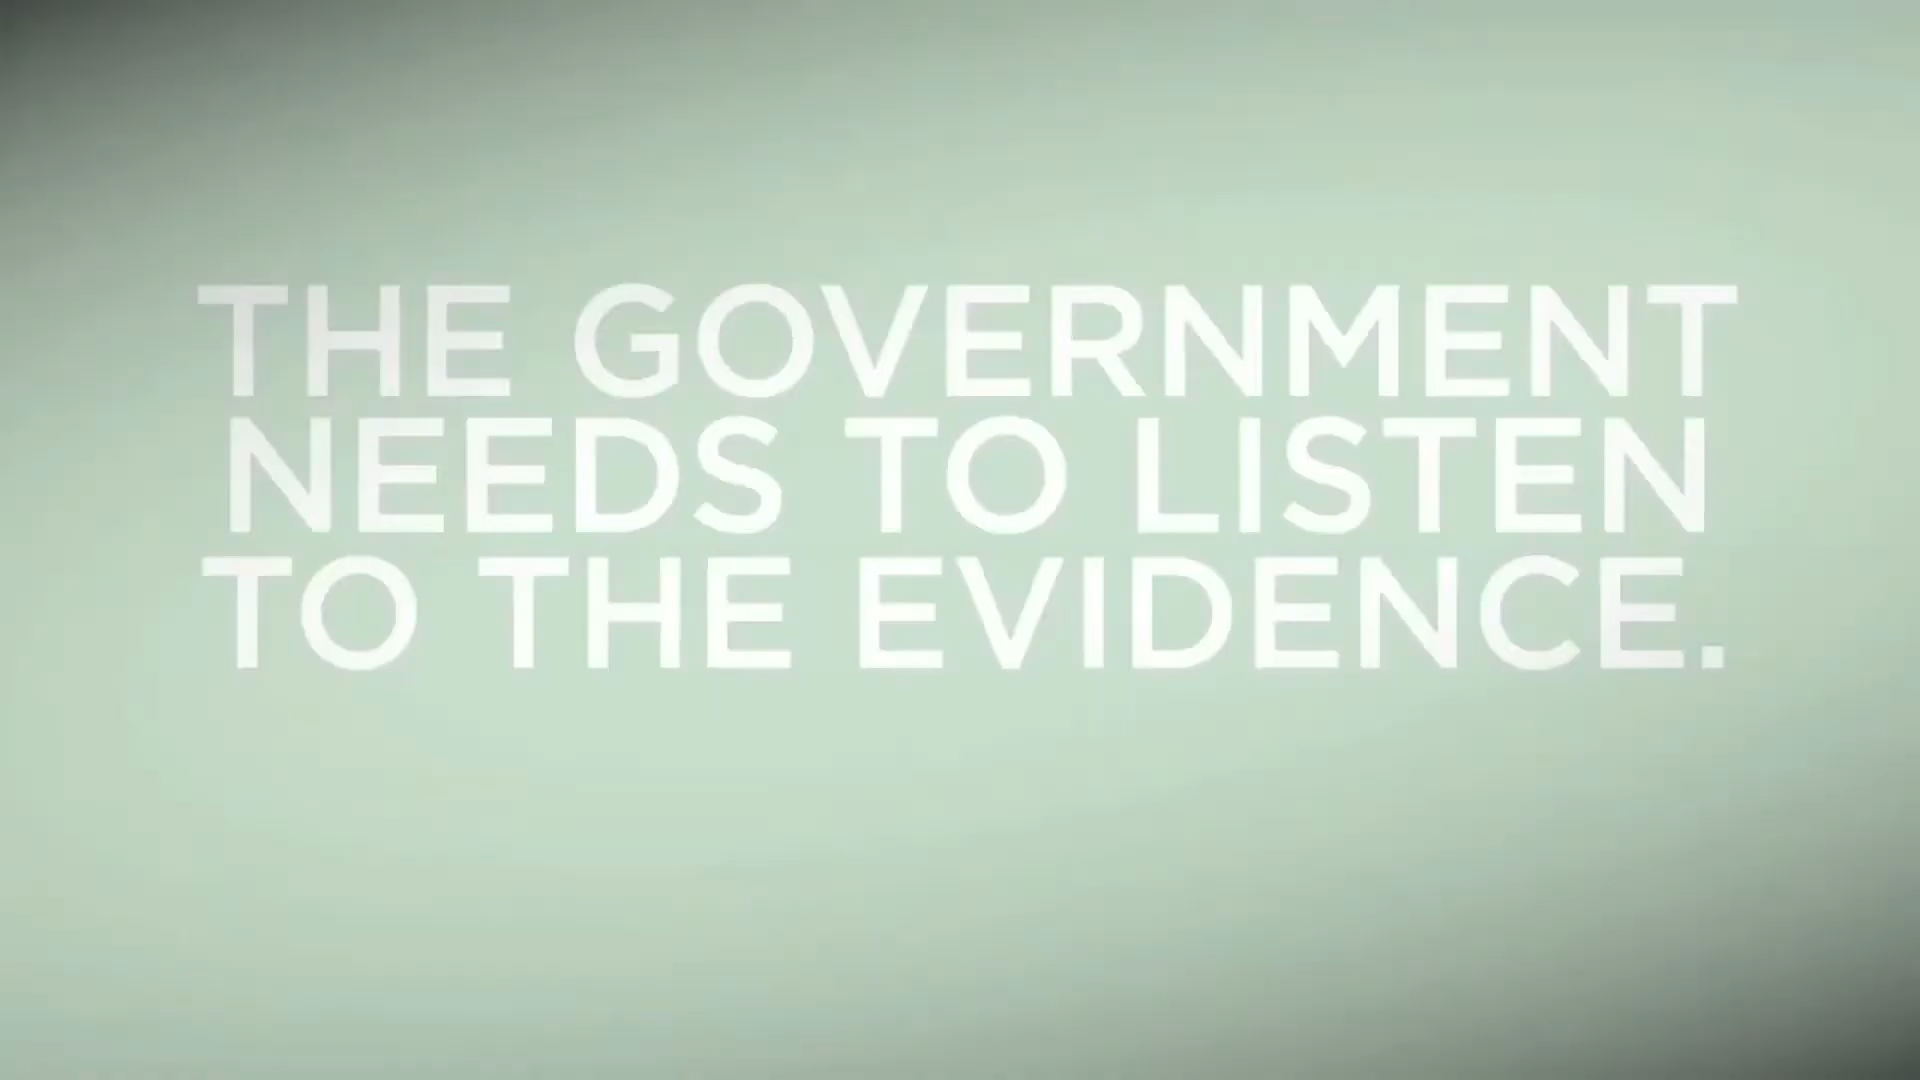 THE GOVERNMENT
NEEDS TO LISTEN
TO THE EVIDENCE.